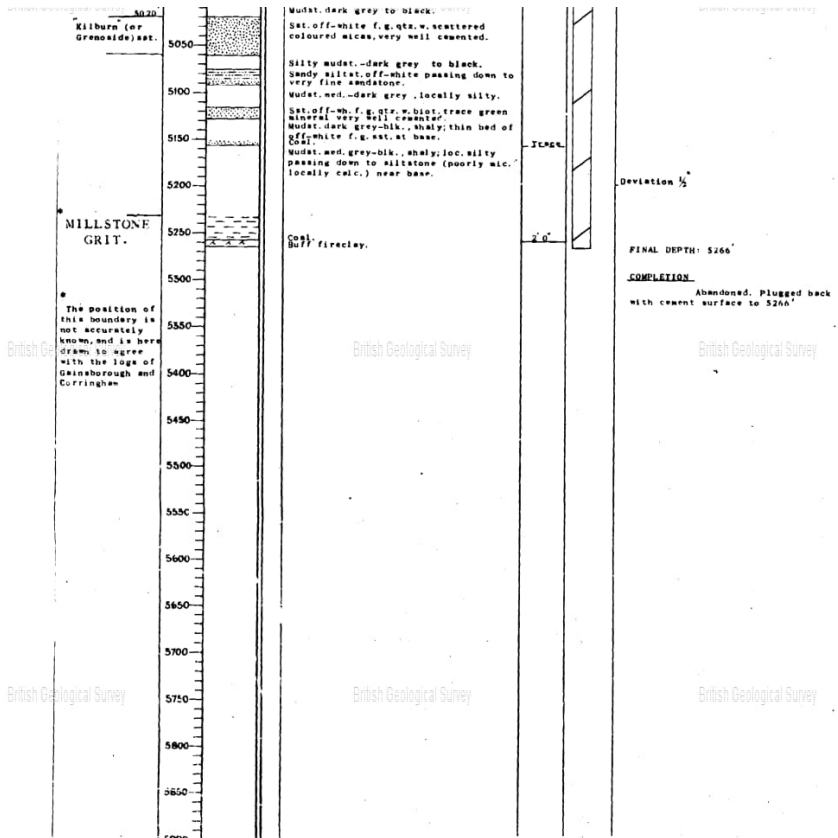 5020
Mudst.dark grey to black.
"Kilburn"(or
Grenoside)sst.
Sst.off-white f.g.qtz.w.scattered
coloured micas,very well cemented.
5050
Silty mudst.-dark grey to black.
Sandy siltst.off-white passing down to
very fine sandstone.
5100
Mudst.med.-dark grey ,locally silty.
Sst.off-wh.f.g.qtz.w.biot.trace green
mineral very well cemented.
Mudst.dark grey-blk.,shaly;thin bed of
off-white f.g.sst.at base.
5150
Coal.
Trace
Mudst.med.grey-blk.,shaly;loc.silty
passing down to siltstone (poorly mic.
locally calc.) near base.
5200
Deviation ½°
*
MILLSTONE
GRIT.
5250
Coal.
Buff fireclay.
2'0"
FINAL DEPTH: 5266'
COMPLETION
Abandoned. Plugged back
with cement surface to 5266'
5300
*
The position of
this boundary is
not accurately
known,and is here
drawn to agree
with the logs of
Gainsborough and
Corringham
5350
British Geological Survey
British Geological Survey
British Geological Survey
5400
5450
5500
5550
5600
5650
5700
British Geological Survey
British Geological Survey
British Geological Survey
5750
5800
5850